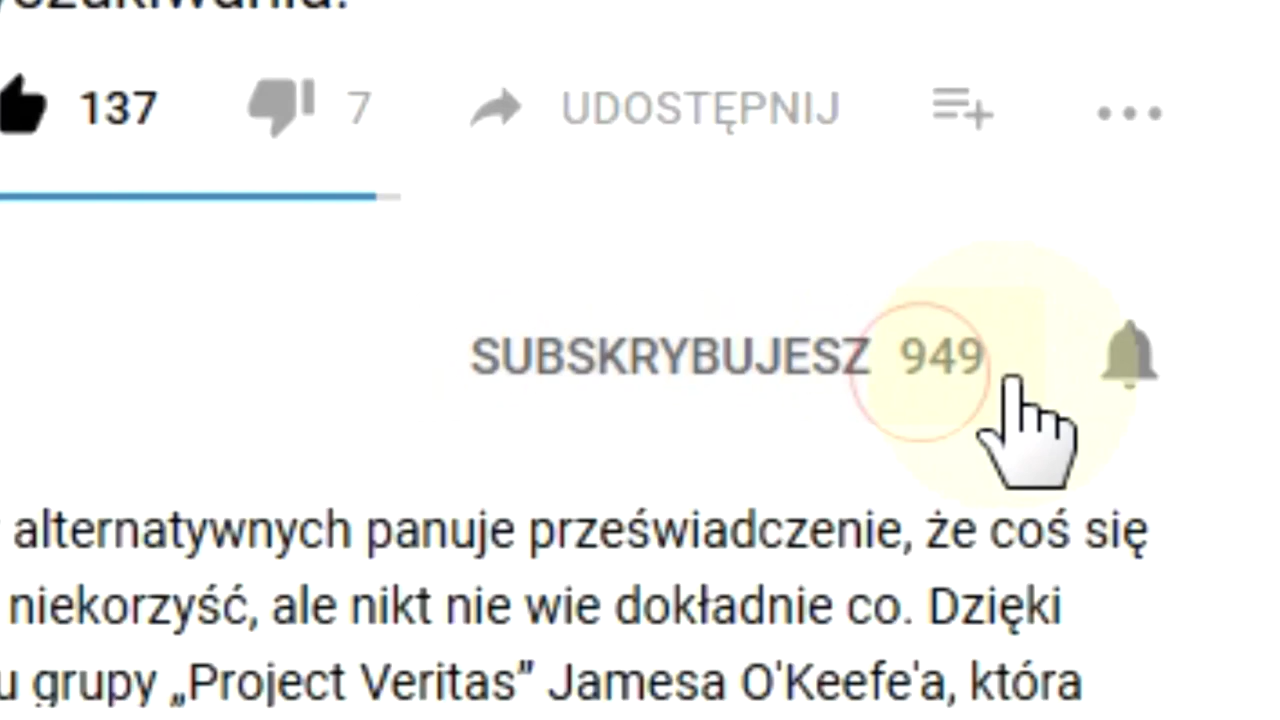 137 7 UDOSTĘPNIJ
SUBSKRYBUJESZ 949
alternatywnych panuje przeświadczenie, że coś się
niekorzyść, ale nikt nie wie dokładnie co. Dzięki
grupy „Project Veritas” Jamesa O'Keefe'a, która